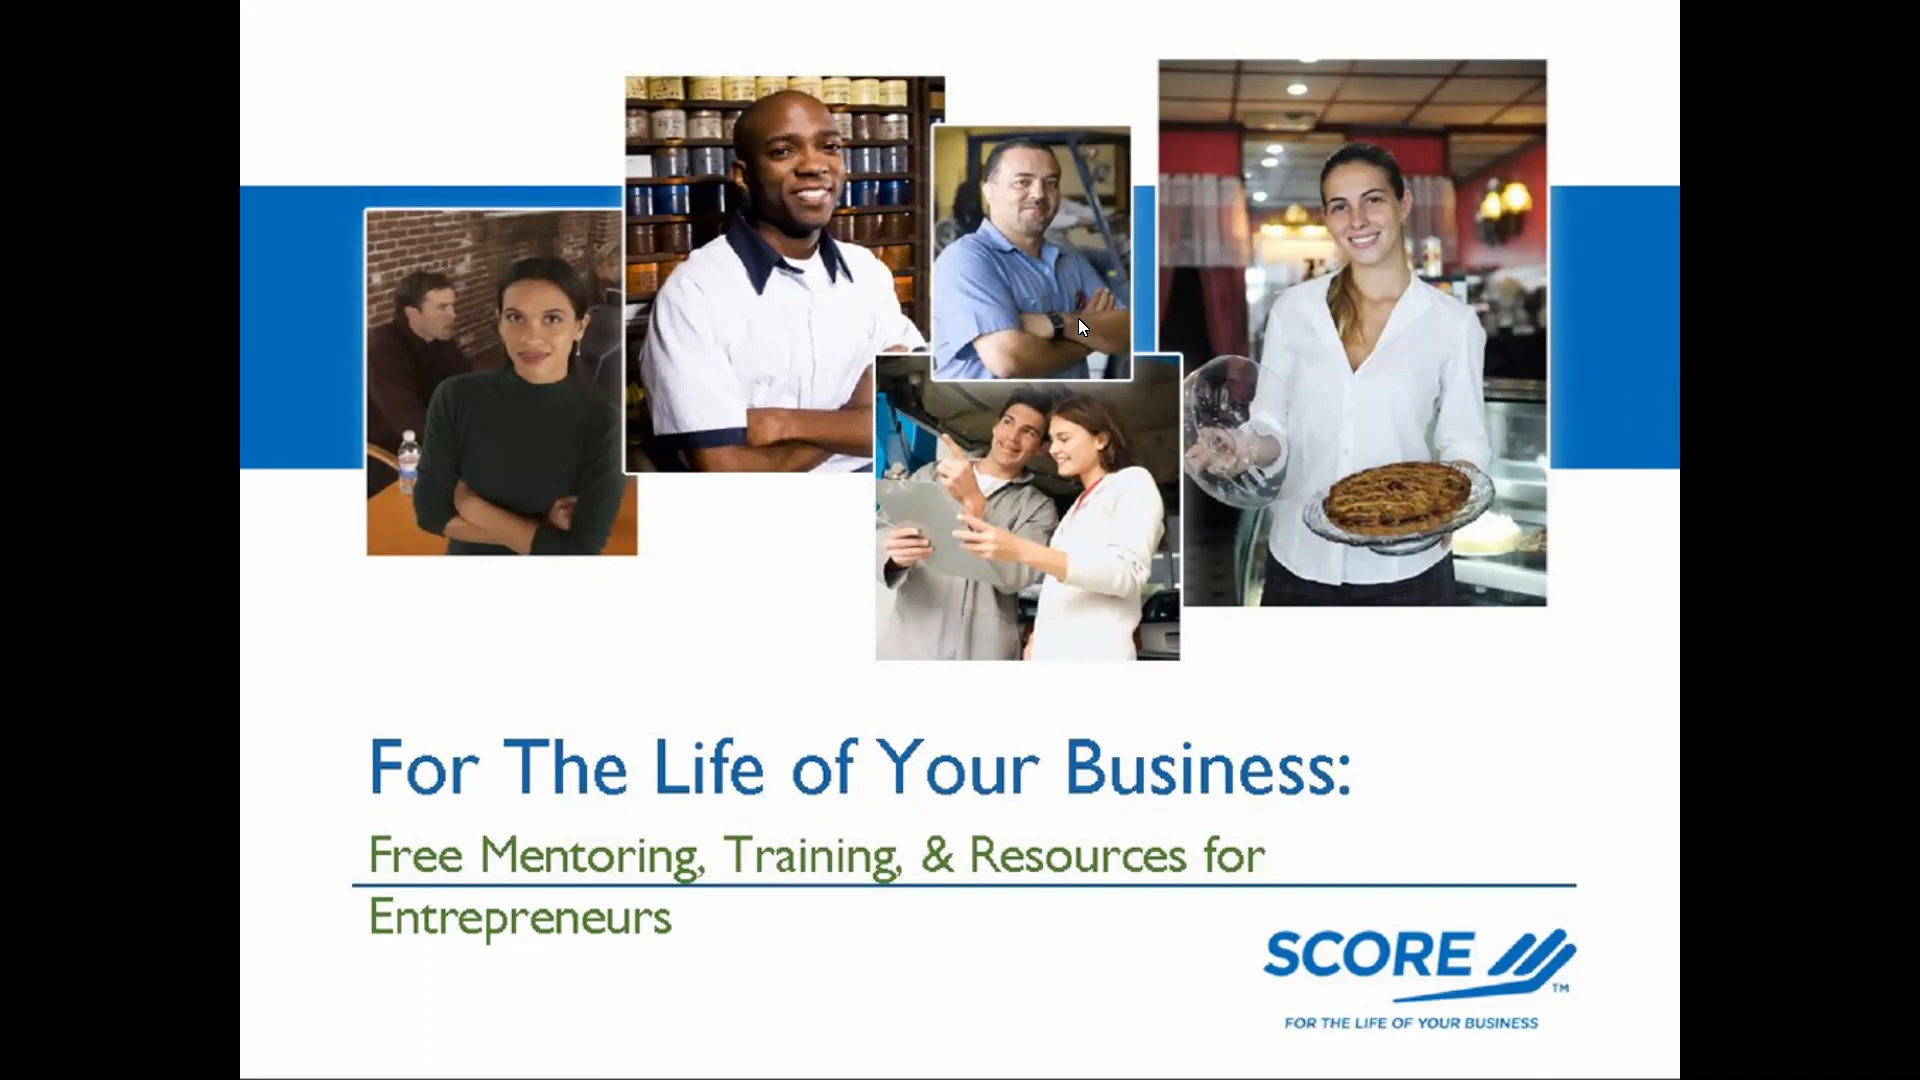 For The Life of Your Business:
Free Mentoring, Training, & Resources for
Entrepreneurs
SCORE
TM
FOR THE LIFE OF YOUR BUSINESS